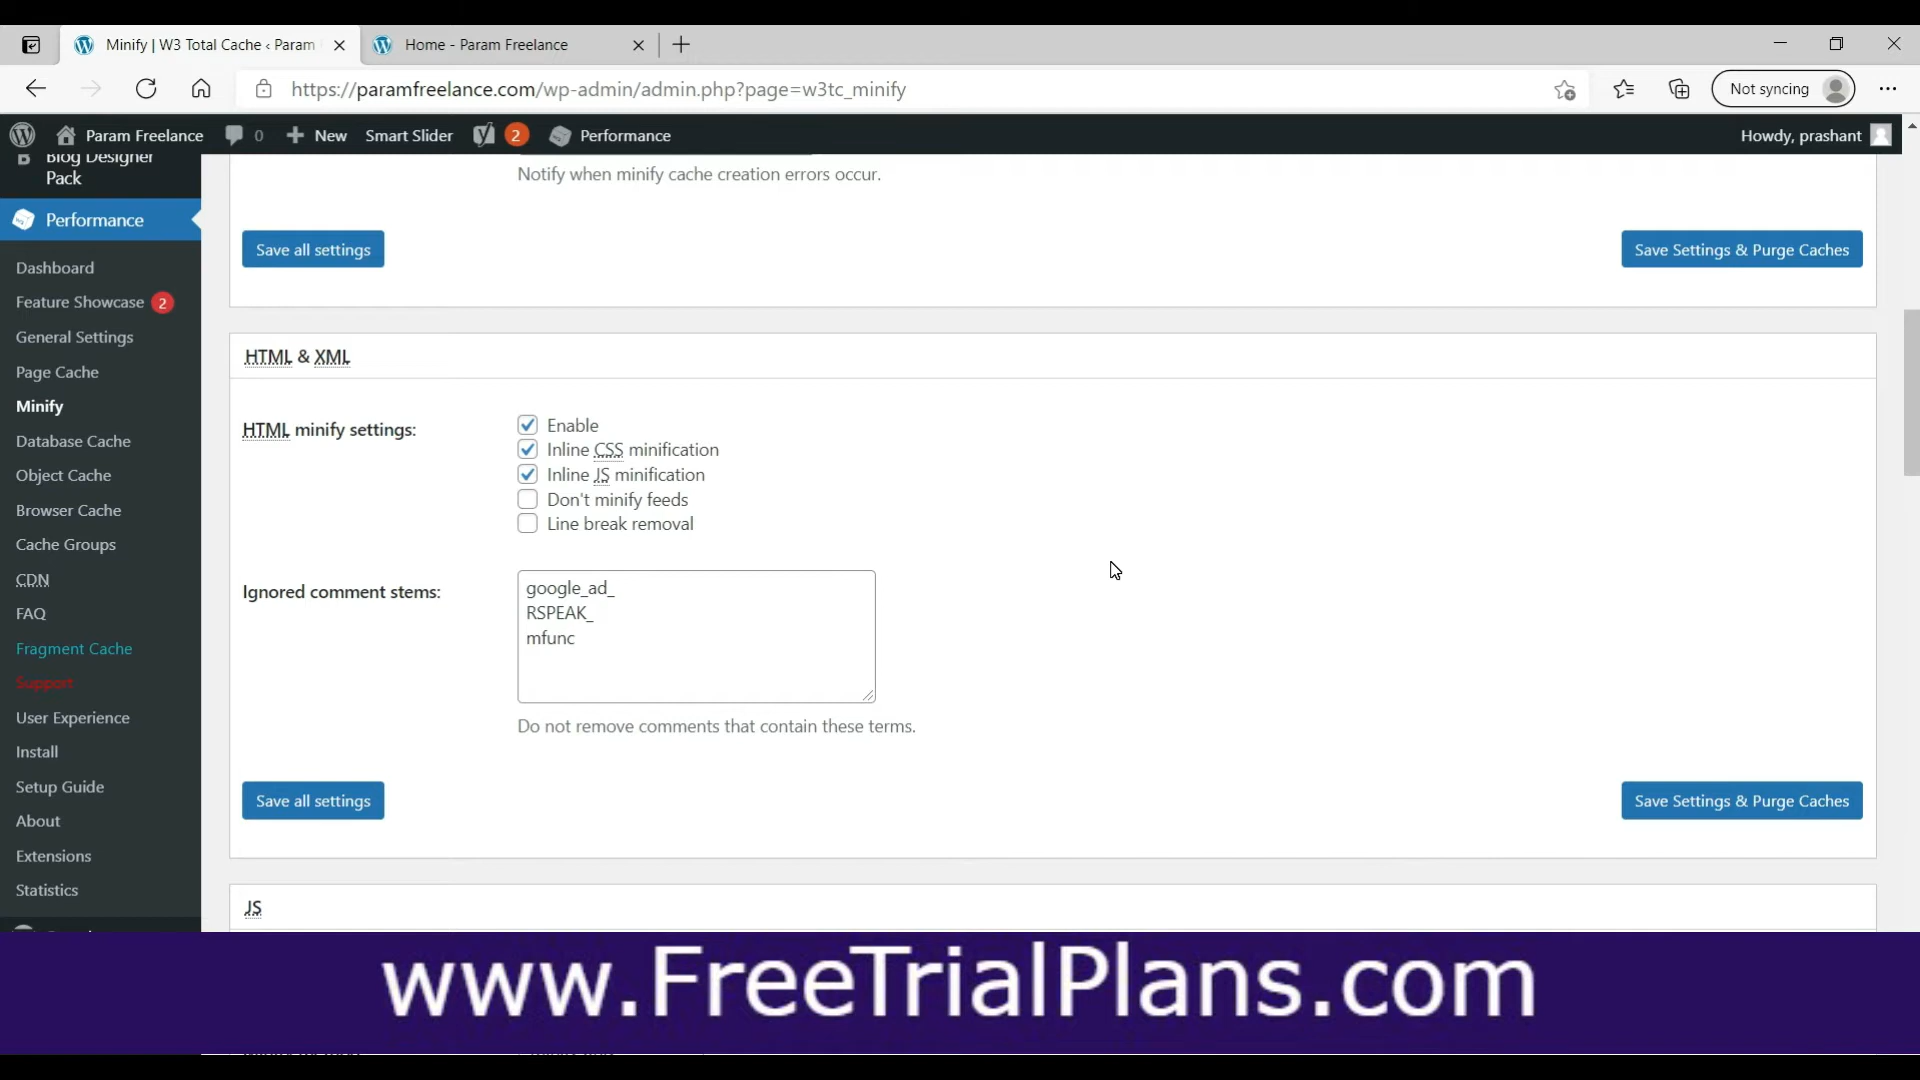 Minify | W3 Total Cache ‹ Param
Home - Param Freelance
https://paramfreelance.com/wp-admin/admin.php?page=w3tc_minify
Not syncing
Param Freelance
0
New
Smart Slider
2
Performance
Howdy, prashant
Blog Designer
Pack
Performance
Dashboard
Feature Showcase 2
General Settings
Page Cache
Minify
Database Cache
Object Cache
Browser Cache
Cache Groups
CDN
FAQ
Fragment Cache
Support
User Experience
Install
Setup Guide
About
Extensions
Statistics
Notify when minify cache creation errors occur.
Save all settings
Save Settings & Purge Caches
HTML & XML
HTML minify settings:
Enable
Inline CSS minification
Inline JS minification
Don't minify feeds
Line break removal
Ignored comment stems:
google_ad_
RSPEAK_
mfunc
Do not remove comments that contain these terms.
Save all settings
Save Settings & Purge Caches
JS
www.FreeTrialPlans.com